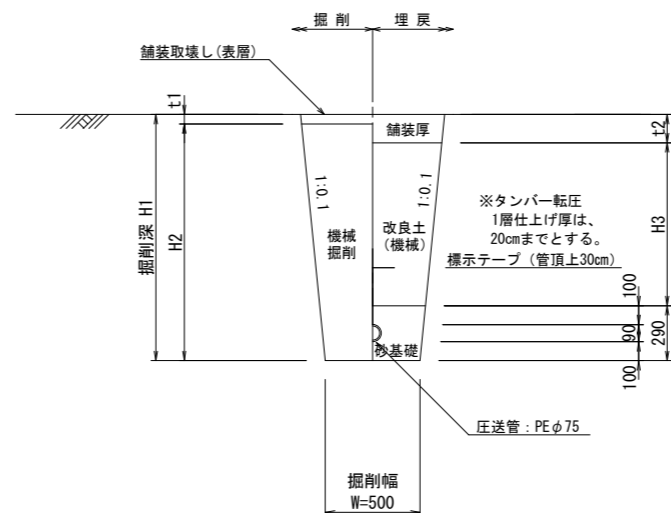 掘 削
埋 戻
舗装取壊し(表層)
t1
舗装厚
t2
掘削深 H1
H2
1:0.1
機械
掘削
改良土
(機械)
1:0.1
※タンパー転圧
1層仕上げ厚は、
20cmまでとする。
標示テープ (管頂上30cm)
H3
100
90
100
290
砂基礎
圧送管:PEφ75
掘削幅
W=500